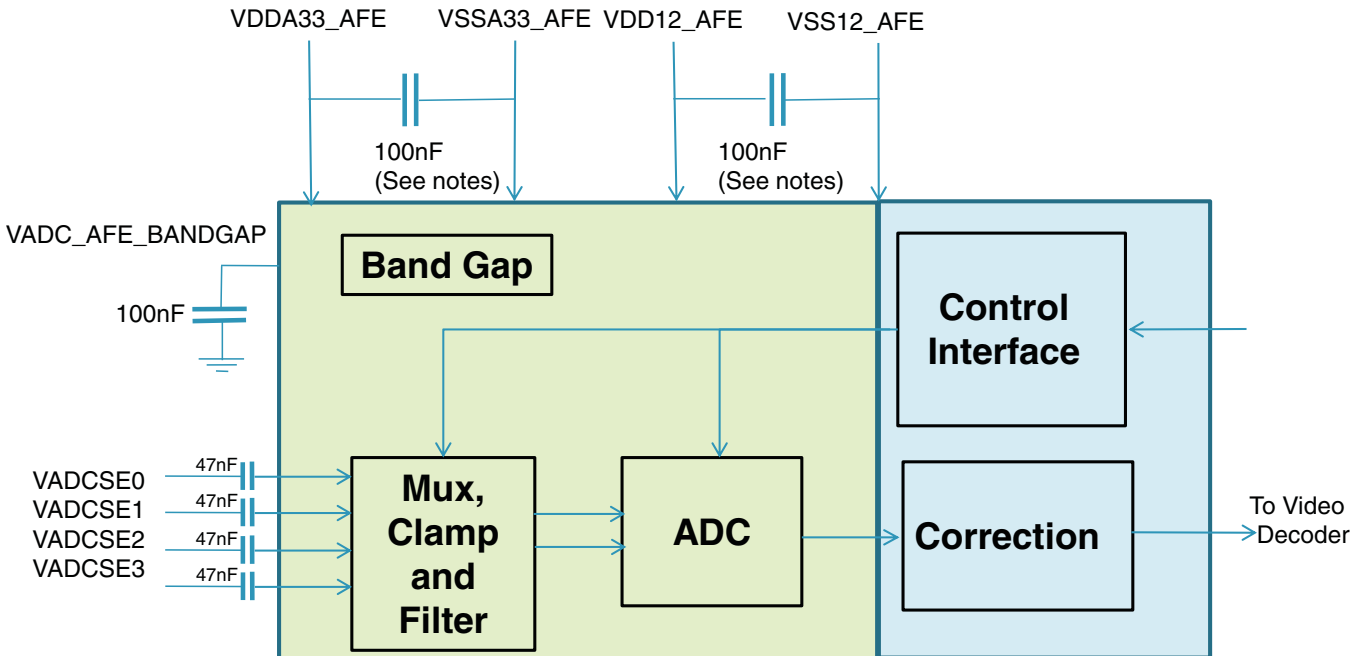 VDDA33_AFE
VSSA33_AFE
VDD12_AFE
VSS12_AFE
100nF
(See notes)
100nF
(See notes)
VADC_AFE_BANDGAP
100nF
Band Gap
Control
Interface
VADCSE0
VADCSE1
VADCSE2
VADCSE3
47nF
47nF
47nF
47nF
Mux,
Clamp
and
Filter
ADC
Correction
To Video
Decoder